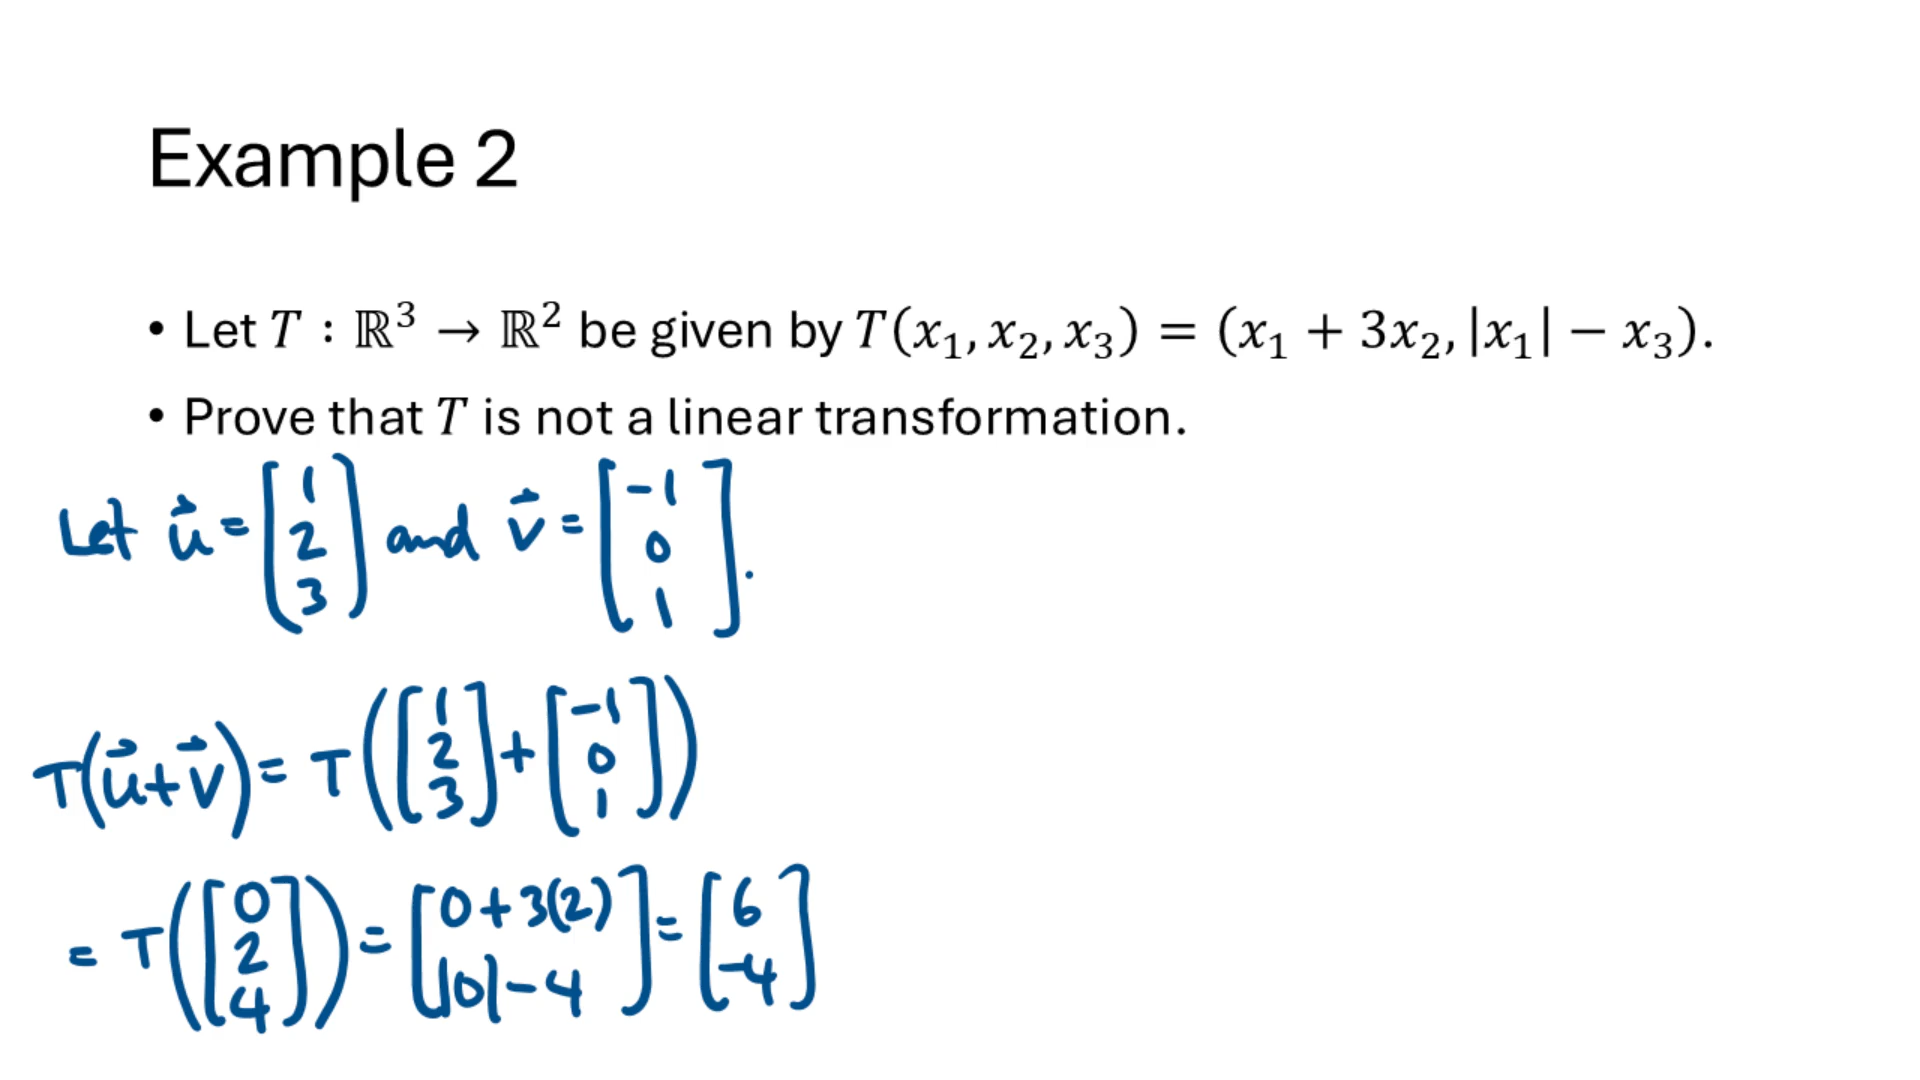 Example 2
• Let T : ℝ³ → ℝ² be given by T(x₁, x₂, x₃) = (x₁ + 3x₂, |x₁| − x₃).
• Prove that T is not a linear transformation.
Let u⃗ = [1 2 3] and v⃗ = [-1 0 1].
T(u⃗+v⃗) = T([1 2 3] + [-1 0 1])
= T([0 2 4]) = [0+3(2) |0|-4] = [6 -4]